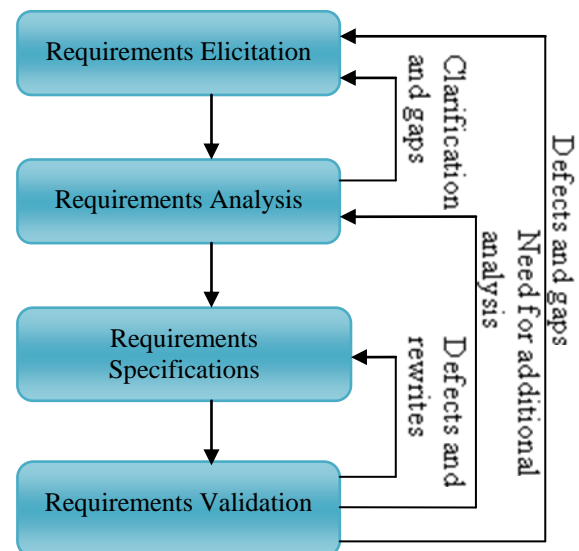 Requirements Elicitation
Clarification
and gaps
Requirements Analysis
Defects and gaps
Need for additional
analysis
Requirements
Specifications
Defects and
rewrites
Requirements Validation